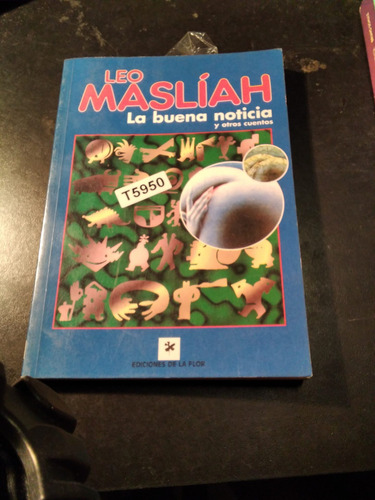 LEO
MASLÍAH
La buena noticia
y otros cuentos
T5950
EDICIONES DE LA FLOR